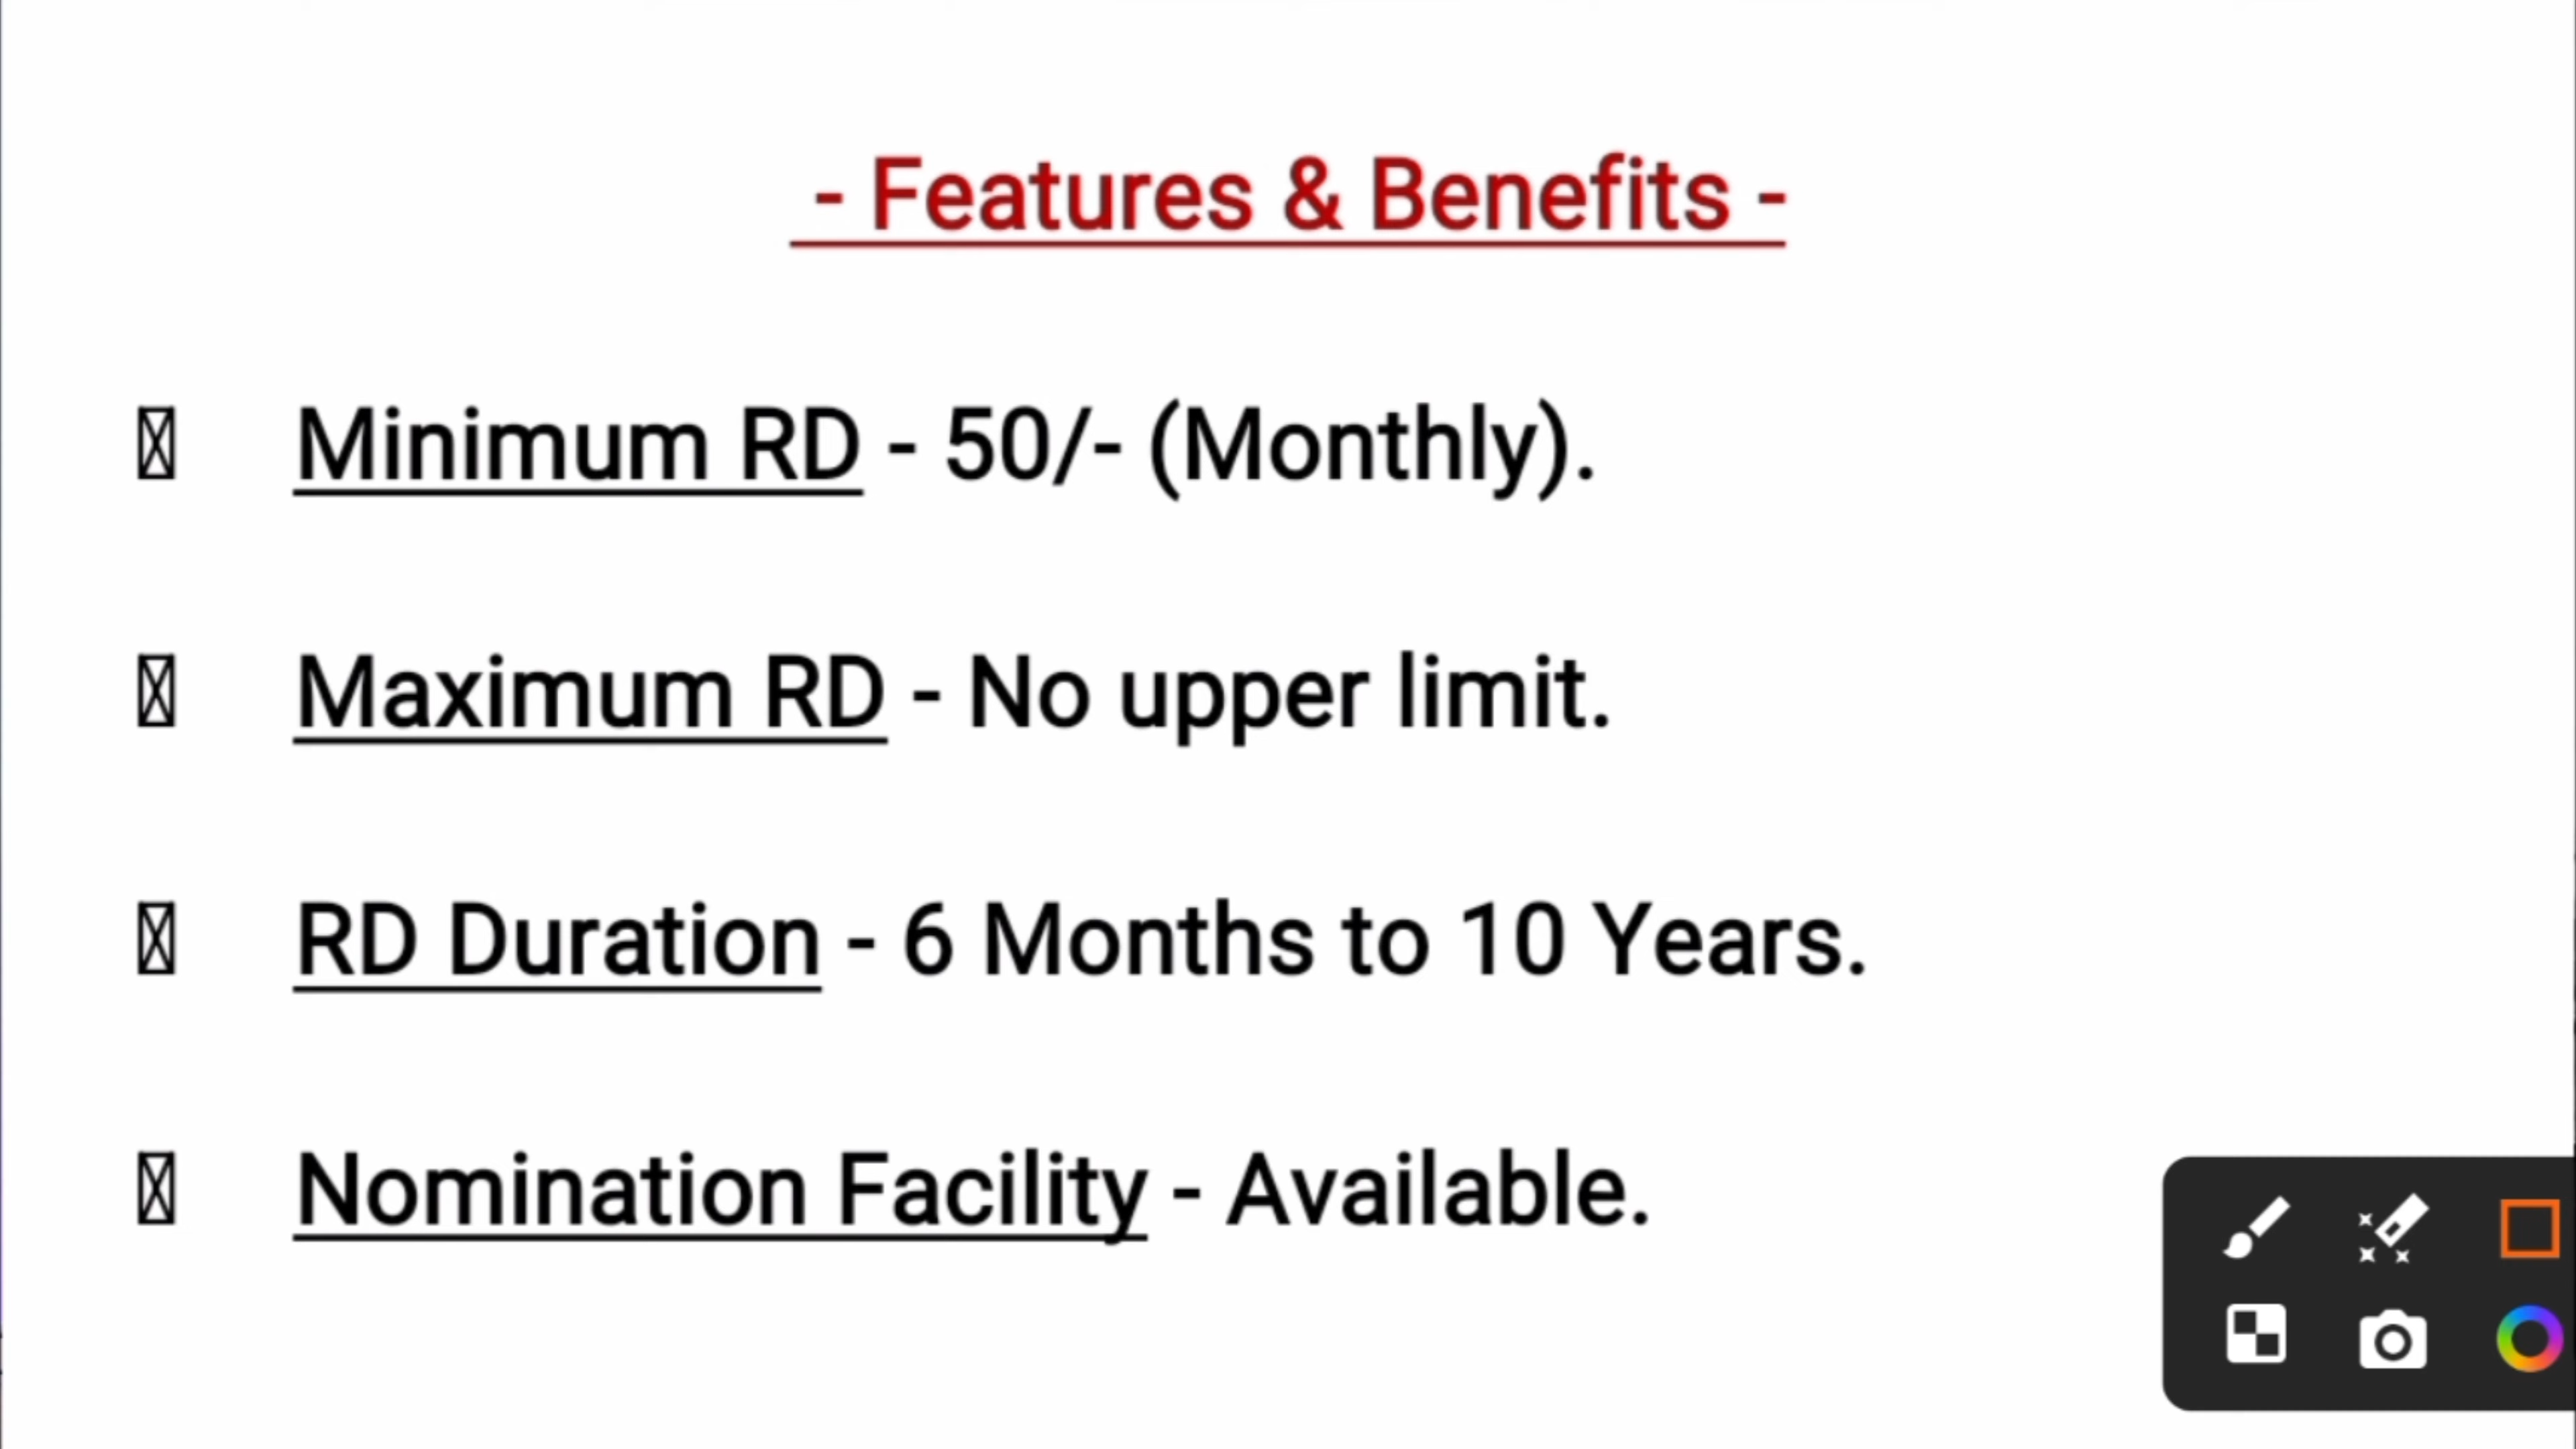 - Features & Benefits -
Minimum RD - 50/- (Monthly).
Maximum RD - No upper limit.
RD Duration - 6 Months to 10 Years.
Nomination Facility - Available.